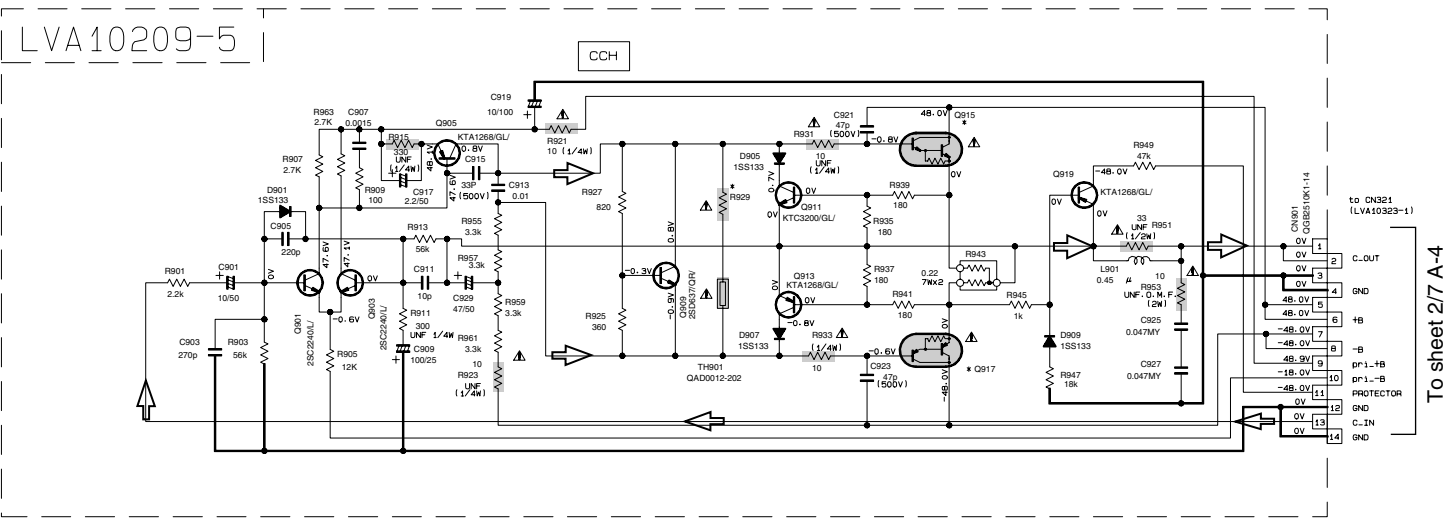 LVA10209-5
CCH
C919
10/100
+
R963
2.7K
C907
0.0015
R915
330
UNF
(1/4W)
Q905
KTA1268/GL/
0.8V
48.1V
47.6V
R921
10 (1/4W)
R907
2.7K
R909
100
C917
2.2/50
C915
33P
(500V)
C913
0.01
D901
1SS133
C905
220p
R913
56k
R955
3.3k
R957
3.3k
47.6V
47.1V
R901
2.2k
C901
10/50
0V
0V
C911
10p
C929
47/50
R959
3.3k
-0.6V
Q901
2SC2240/L/
Q903
2SC2240/L/
R911
300
UNF 1/4W
C909
100/25
R961
3.3k
10
R923
UNF
(1/4W)
C903
270p
R903
56k
R905
12K
R927
820
R925
360
-0.3V
0.8V
-0.9V
Q909
2SD637/QR/
*
R929
TH901
QAD0012-202
R931
10
UNF
(1/4W)
C921
47p
(500V)
-0.8V
48.0V
Q915
*
D905
1SS133
0.7V
0V
0V
Q911
KTC3200/GL/
R939
180
R935
180
0V
Q913
KTA1268/GL/
0V
0V
-0.8V
R937
180
R941
180
D907
1SS133
R933
(1/4W)
10
C923
47p
(500V)
-0.6V
0V
* Q917
-48.0V
R943
0.22
7Wx2
R945
1k
D909
1SS133
R947
18k
Q919
KTA1268/GL/
0V
-48.0V
0V
R949
47k
33
UNF
(1/2W)
R951
L901
0.45 μ
10
R953
UNF.O.M.F.
(2W)
C925
0.047MY
C927
0.047MY
CN901
QGB2510K1-14
to CN321
(LVA10323-1)
0V 1
0V 2 C_OUT
0V 3
0V 4 GND
48.0V 5
48.0V 6 +B
-48.0V 7
-48.0V 8 -B
48.9V 9 pri_+B
-18.0V 10 pri_-B
-48.0V 11 PROTECTOR
0V 12 GND
0V 13 C_IN
0V 14 GND
To sheet 2/7 A-4